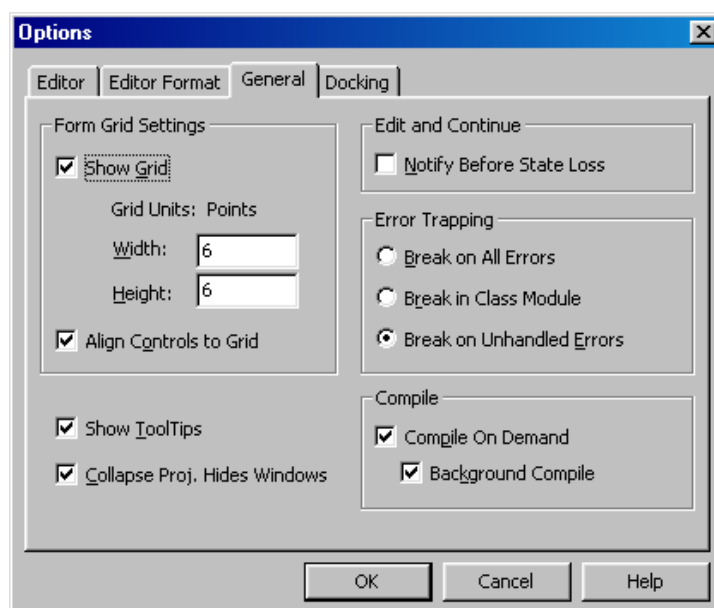 Options
Editor
Editor Format
General
Docking
Form Grid Settings
Show Grid
Grid Units: Points
Width:
6
Height:
6
Align Controls to Grid
Show ToolTips
Collapse Proj. Hides Windows
Edit and Continue
Notify Before State Loss
Error Trapping
Break on All Errors
Break in Class Module
Break on Unhandled Errors
Compile
Compile On Demand
Background Compile
OK
Cancel
Help